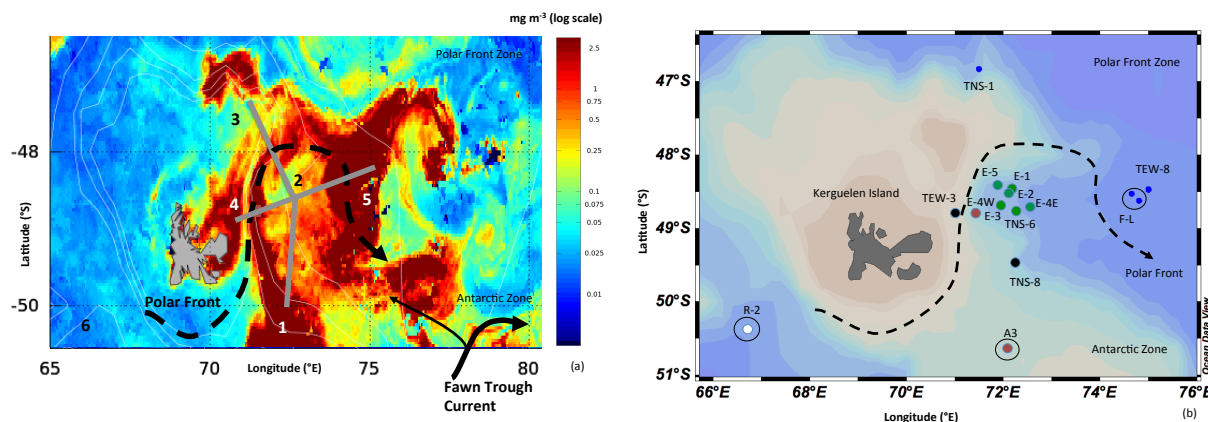 mg m⁻³ (log scale)
Latitude (°S)
-48
-50
Polar Front Zone
3
2
4
5
1
6
Polar Front
Antarctic Zone
65
70
75
80
Longitude (°E)
2.5
1
0.75
0.5
0.25
0.1
0.075
0.05
0.025
0.01
(a)
Fawn Trough
Current
Latitude (°S)
47°S
48°S
49°S
50°S
51°S
Polar Front Zone
TNS-1
E-5
E-1
TEW-8
Kerguelen Island
TEW-3
E-4W
E-2
E-4E
E-3
TNS-6
F-L
TNS-8
Polar Front
R-2
A3
Antarctic Zone
Ocean Data View
66°E
68°E
70°E
72°E
74°E
76°E
Longitude (°E)
(b)